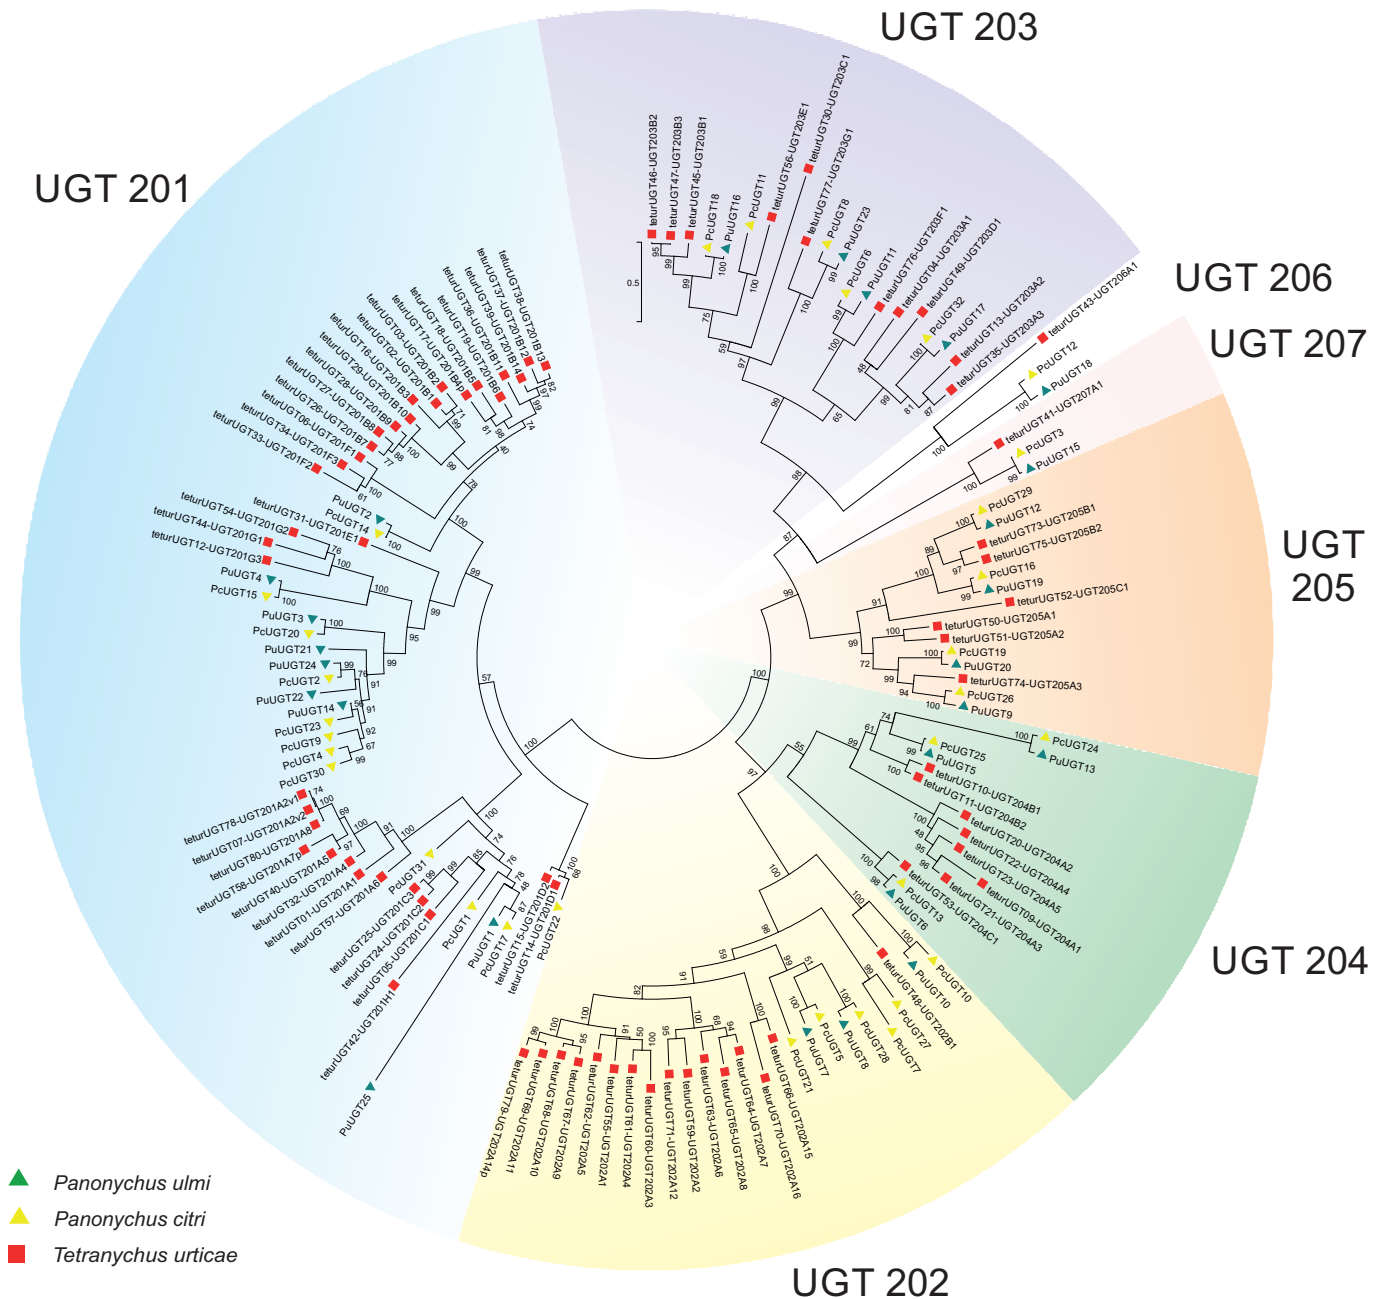 UGT 203
UGT 206
UGT 207
UGT
205
UGT 204
UGT 202
UGT 201
0.5
teturUGT46-UGT203B2
teturUGT47-UGT203B3
teturUGT45-UGT203B1
PcUGT18
PuUGT16
PcUGT11
teturUGT56-UGT203E1
teturUGT30-UGT203C1
teturUGT77-UGT203G1
PcUGT8
PuUGT23
PcUGT6
PuUGT11
teturUGT76-UGT203F1
teturUGT04-UGT203A1
teturUGT49-UGT203D1
PcUGT32
PuUGT17
teturUGT13-UGT203A2
teturUGT35-UGT203A3
teturUGT43-UGT206A1
PcUGT12
PuUGT18
teturUGT41-UGT207A1
PcUGT3
PuUGT15
PcUGT29
PuUGT12
teturUGT73-UGT205B1
teturUGT75-UGT205B2
PcUGT16
PuUGT19
teturUGT52-UGT205C1
teturUGT50-UGT205A1
teturUGT51-UGT205A2
PcUGT19
PuUGT20
teturUGT74-UGT205A3
PcUGT26
PuUGT9
PcUGT24
PuUGT13
PcUGT25
PuUGT5
teturUGT10-UGT204B1
teturUGT11-UGT204B2
teturUGT20-UGT204A2
teturUGT22-UGT204A4
teturUGT23-UGT204A5
teturUGT09-UGT204A1
teturUGT21-UGT204A3
teturUGT53-UGT204C1
PcUGT13
PuUGT6
PcUGT10
PuUGT10
teturUGT48-UGT202B1
PcUGT27
PcUGT7
PcUGT28
PuUGT8
PcUGT5
PuUGT7
PcUGT21
teturUGT66-UGT202A15
teturUGT70-UGT202A16
teturUGT64-UGT202A7
teturUGT65-UGT202A8
teturUGT63-UGT202A6
teturUGT59-UGT202A2
teturUGT71-UGT202A12
teturUGT60-UGT202A3
teturUGT61-UGT202A4
teturUGT55-UGT202A1
teturUGT62-UGT202A5
teturUGT67-UGT202A9
teturUGT68-UGT202A10
teturUGT69-UGT202A11
teturUGT79-UGT202A14p
PcUGT22
teturUGT14-UGT201D1
teturUGT15-UGT201D2
PcUGT17
PuUGT1
PuUGT25
PcUGT1
teturUGT42-UGT201H1
teturUGT05-UGT201C1
teturUGT24-UGT201C2
teturUGT25-UGT201C3
PcUGT31
teturUGT57-UGT201A6
teturUGT01-UGT201A1
teturUGT32-UGT201A4
teturUGT40-UGT201A5
teturUGT58-UGT201A7p
teturUGT80-UGT201A8
teturUGT07-UGT201A2v2
teturUGT78-UGT201A2v1
PcUGT30
PcUGT4
PcUGT9
PcUGT23
PuUGT14
PuUGT22
PcUGT2
PuUGT24
PuUGT21
PcUGT20
PuUGT3
PcUGT15
PuUGT4
teturUGT12-UGT201G3
teturUGT44-UGT201G1
teturUGT54-UGT201G2
teturUGT31-UGT201E1
PcUGT14
PuUGT2
teturUGT33-UGT201F2
teturUGT34-UGT201F3
teturUGT06-UGT201F1
teturUGT26-UGT201B7
teturUGT27-UGT201B8
teturUGT28-UGT201B9
teturUGT29-UGT201B10
teturUGT16-UGT201B3
teturUGT02-UGT201B1
teturUGT03-UGT201B2
teturUGT17-UGT201B4p
teturUGT18-UGT201B5
teturUGT19-UGT201B6
teturUGT36-UGT201B11
teturUGT39-UGT201B14
teturUGT37-UGT201B12
teturUGT38-UGT201B13
Panonychus ulmi
Panonychus citri
Tetranychus urticae